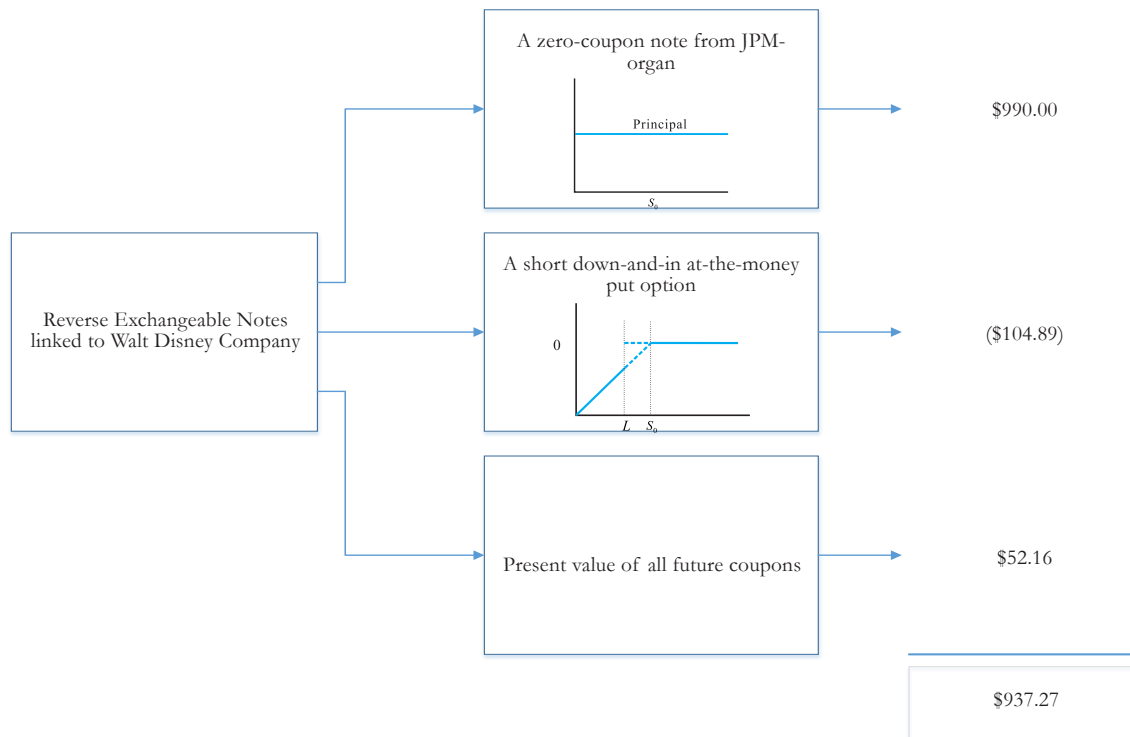 A zero-coupon note from JPM-
organ
Principal
S₀
$990.00
Reverse Exchangeable Notes
linked to Walt Disney Company
A short down-and-in at-the-money
put option
0
L S₀
($104.89)
Present value of all future coupons
$52.16
$937.27